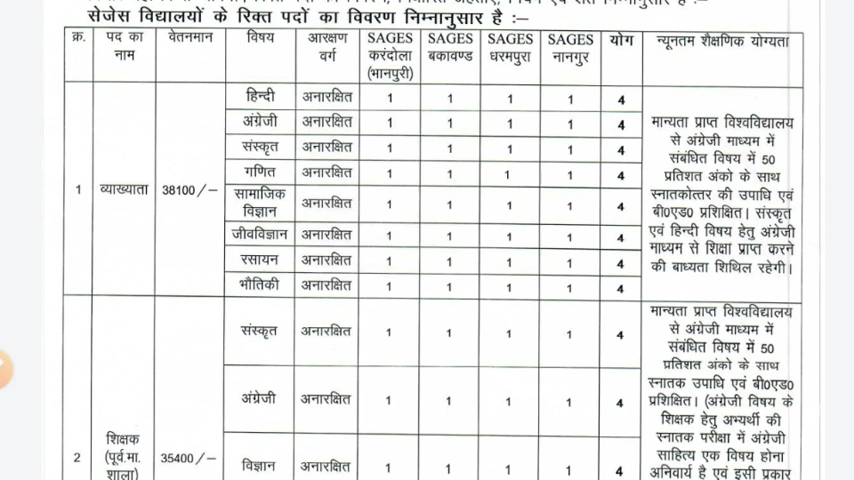 सेजेस विद्यालयों के रिक्त पदों का विवरण निम्नानुसार है :–
क्र. पद का नाम वेतनमान विषय आरक्षण वर्ग SAGES करंदोला (भानपुरी) SAGES बकावण्ड SAGES धरमपुरा SAGES नानगुर योग न्यूनतम शैक्षणिक योग्यता
1 व्याख्याता 38100/–
हिन्दी अनारक्षित 1 1 1 1 4
अंग्रेजी अनारक्षित 1 1 1 1 4
संस्कृत अनारक्षित 1 1 1 1 4
गणित अनारक्षित 1 1 1 1 4
सामाजिक विज्ञान अनारक्षित 1 1 1 1 4
जीवविज्ञान अनारक्षित 1 1 1 1 4
रसायन अनारक्षित 1 1 1 1 4
भौतिकी अनारक्षित 1 1 1 1 4
मान्यता प्राप्त विश्वविद्यालय
से अंग्रेजी माध्यम में
संबंधित विषय में 50
प्रतिशत अंको के साथ
स्नातकोत्तर की उपाधि एवं
बी0एड0 प्रशिक्षित। संस्कृत
एवं हिन्दी विषय हेतु अंग्रेजी
माध्यम से शिक्षा प्राप्त करने
की बाध्यता शिथिल रहेगी।
2 शिक्षक (पूर्व.मा. शाला) 35400/–
संस्कृत अनारक्षित 1 1 1 1 4
अंग्रेजी अनारक्षित 1 1 1 1 4
विज्ञान अनारक्षित 1 1 1 1 4
मान्यता प्राप्त विश्वविद्यालय
से अंग्रेजी माध्यम में
संबंधित विषय में 50
प्रतिशत अंको के साथ
स्नातक उपाधि एवं बी0एड0
प्रशिक्षित। (अंग्रेजी विषय के
शिक्षक हेतु अभ्यर्थी की
स्नातक परीक्षा में अंग्रेजी
साहित्य एक विषय होना
अनिवार्य है एवं इसी प्रकार